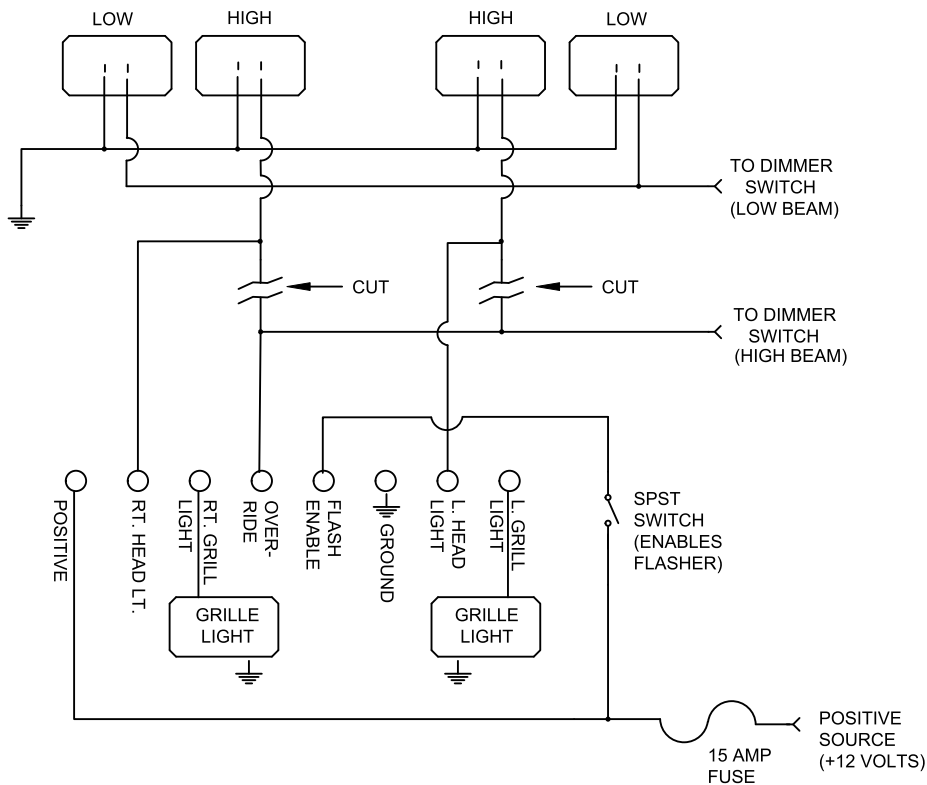 LOW
HIGH
HIGH
LOW
TO DIMMER
SWITCH
(LOW BEAM)
CUT
CUT
TO DIMMER
SWITCH
(HIGH BEAM)
POSITIVE
RT. HEAD LT.
RT. GRILL
LIGHT
OVER-
RIDE
FLASH
ENABLE
GROUND
L. HEAD
LIGHT
L. GRILL
LIGHT
SPST
SWITCH
(ENABLES
FLASHER)
GRILLE
LIGHT
GRILLE
LIGHT
POSITIVE
SOURCE
(+12 VOLTS)
15 AMP
FUSE